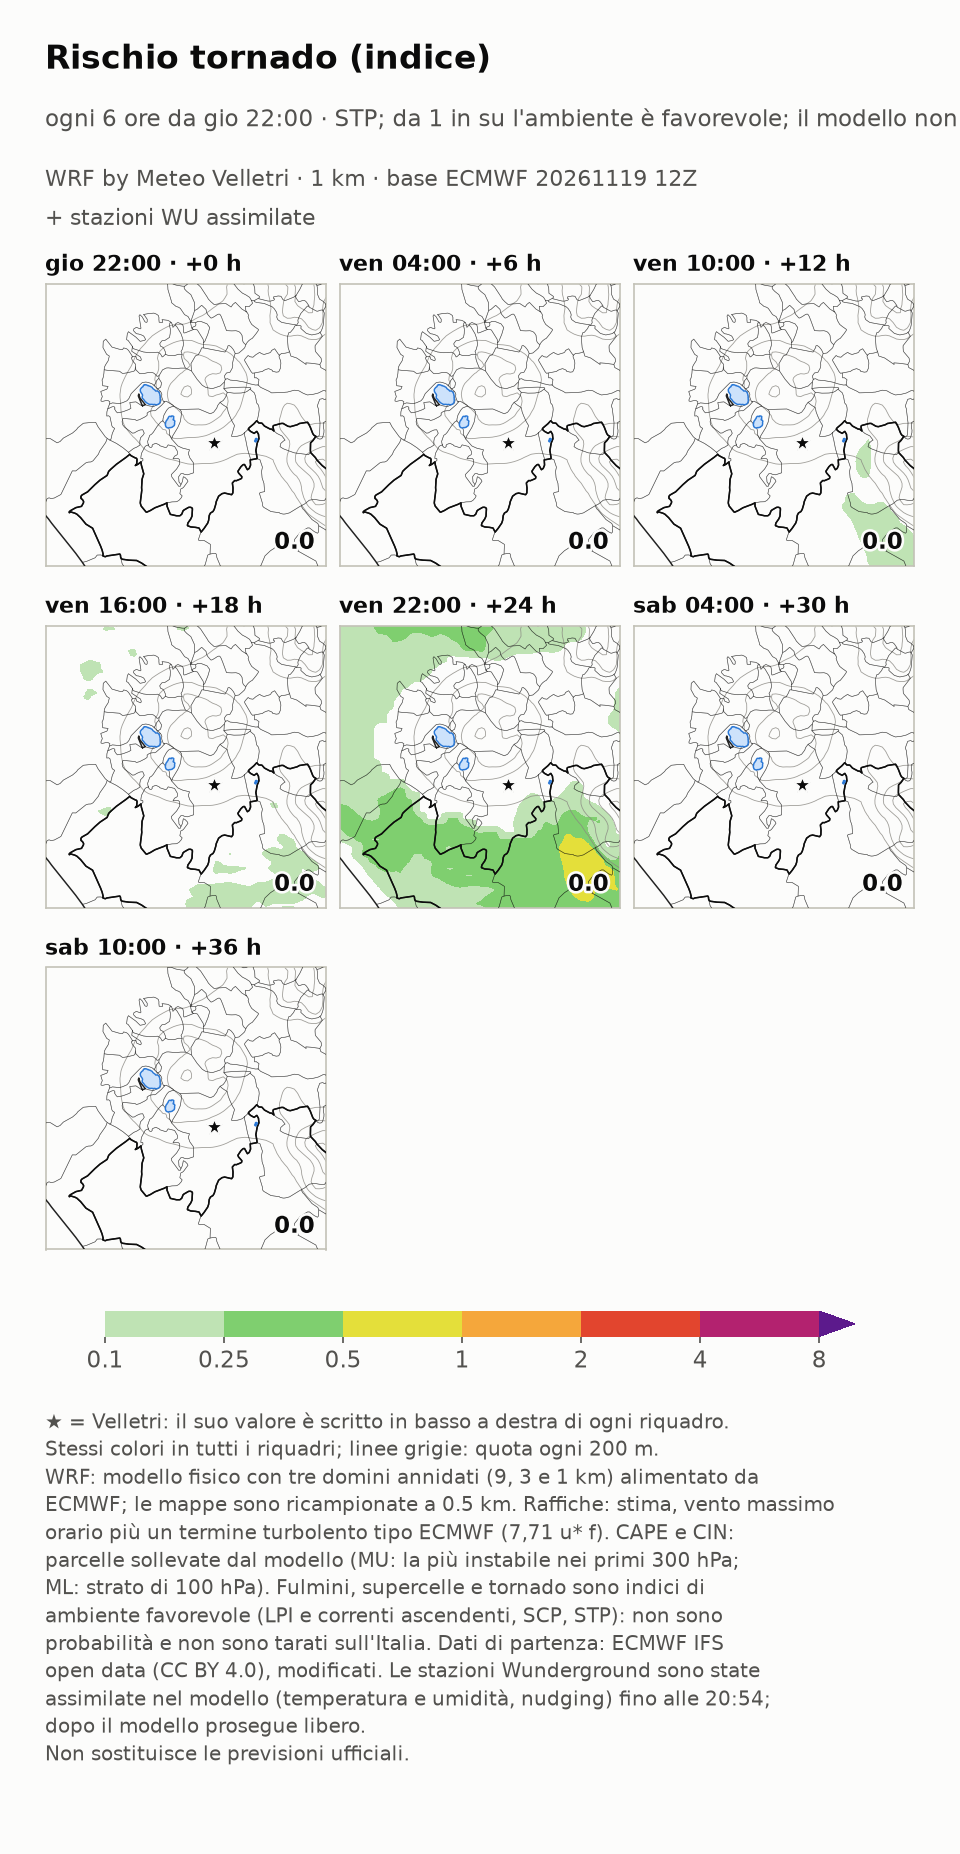 Rischio tornado (indice)
ogni 6 ore da gio 22:00 · STP; da 1 in su l'ambiente è favorevole; il modello non
WRF by Meteo Velletri · 1 km · base ECMWF 20261119 12Z
+ stazioni WU assimilate
gio 22:00 · +0 h
ven 04:00 · +6 h
ven 10:00 · +12 h
0.0
0.0
0.0
ven 16:00 · +18 h
ven 22:00 · +24 h
sab 04:00 · +30 h
0.0
0.0
0.0
sab 10:00 · +36 h
0.0
0.1 0.25 0.5 1 2 4 8
★ = Velletri: il suo valore è scritto in basso a destra di ogni riquadro.
Stessi colori in tutti i riquadri; linee grigie: quota ogni 200 m.
WRF: modello fisico con tre domini annidati (9, 3 e 1 km) alimentato da
ECMWF; le mappe sono ricampionate a 0.5 km. Raffiche: stima, vento massimo
orario più un termine turbolento tipo ECMWF (7,71 u* f). CAPE e CIN:
parcelle sollevate dal modello (MU: la più instabile nei primi 300 hPa;
ML: strato di 100 hPa). Fulmini, supercelle e tornado sono indici di
ambiente favorevole (LPI e correnti ascendenti, SCP, STP): non sono
probabilità e non sono tarati sull'Italia. Dati di partenza: ECMWF IFS
open data (CC BY 4.0), modificati. Le stazioni Wunderground sono state
assimilate nel modello (temperatura e umidità, nudging) fino alle 20:54;
dopo il modello prosegue libero.
Non sostituisce le previsioni ufficiali.